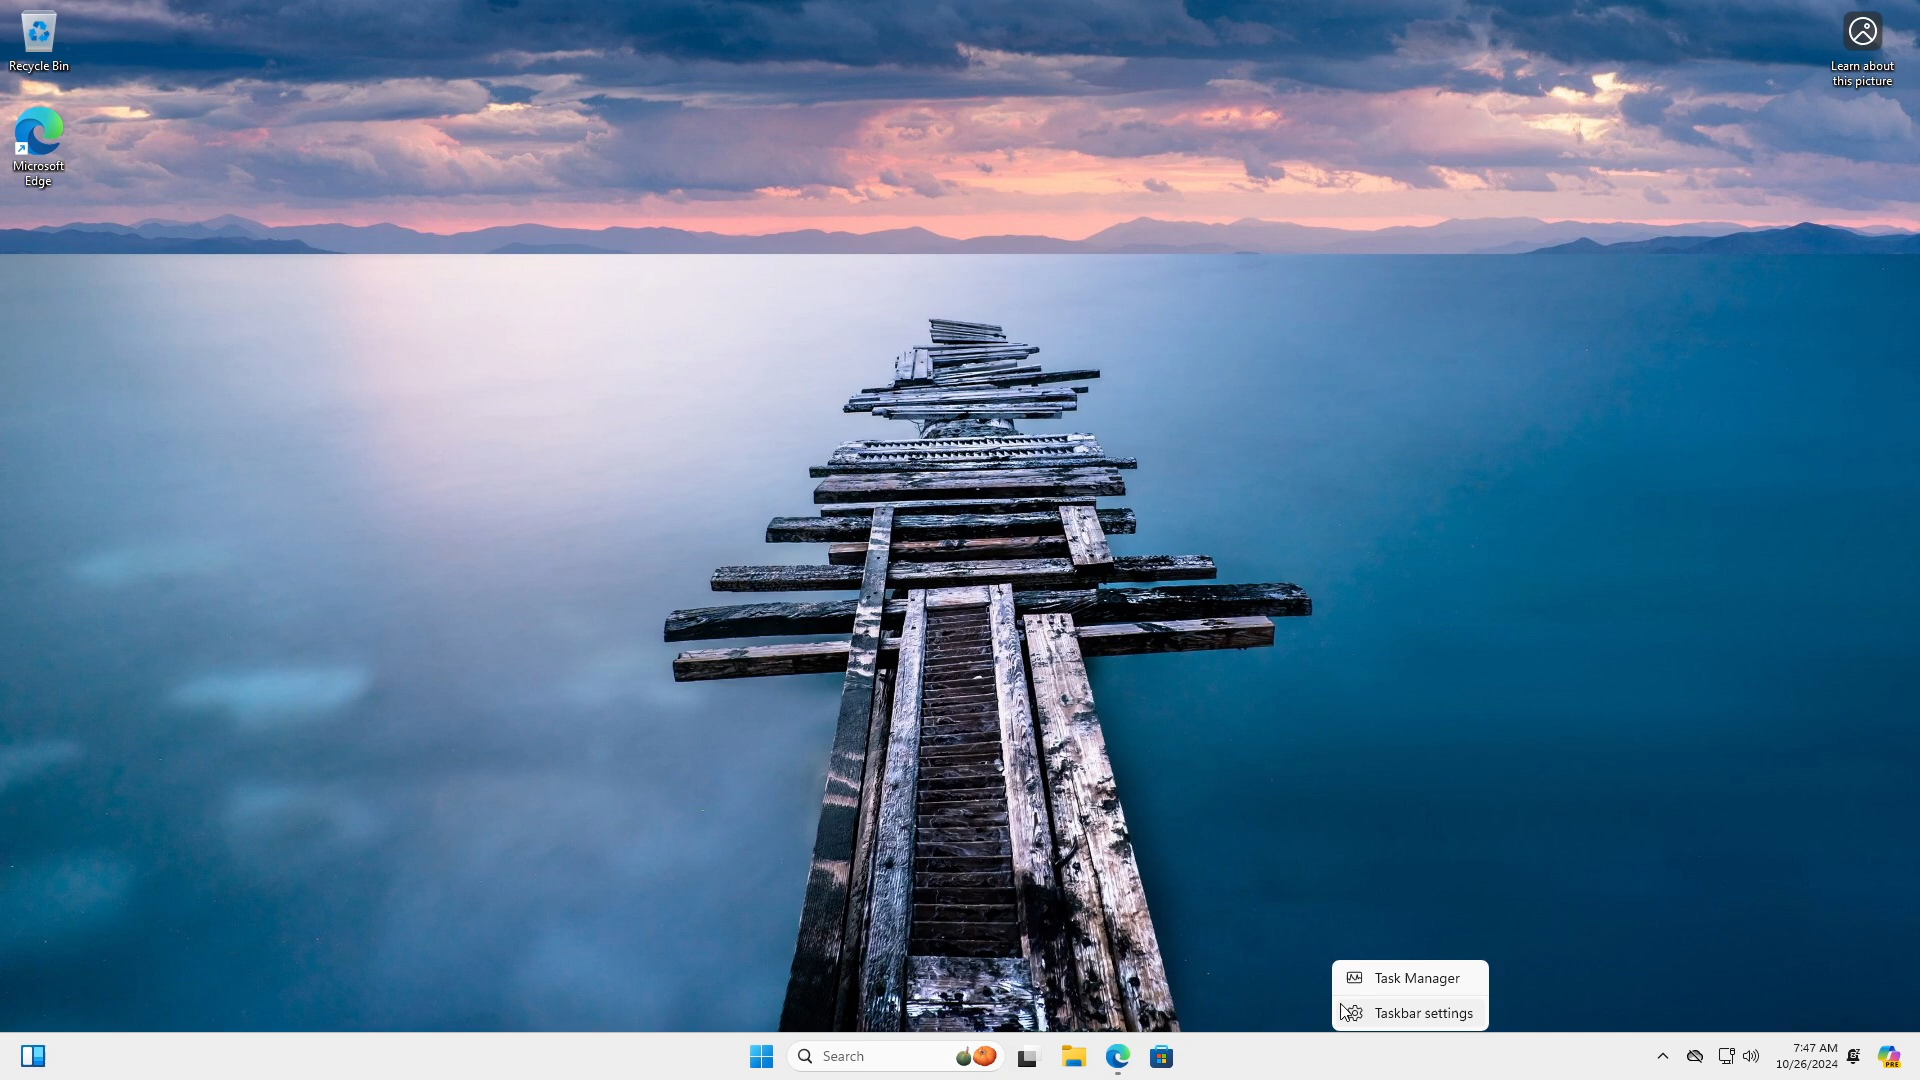 Recycle Bin
Microsoft
Edge
Learn about
this picture
Task Manager
Taskbar settings
Search
7:47 AM
10/26/2024
PRE